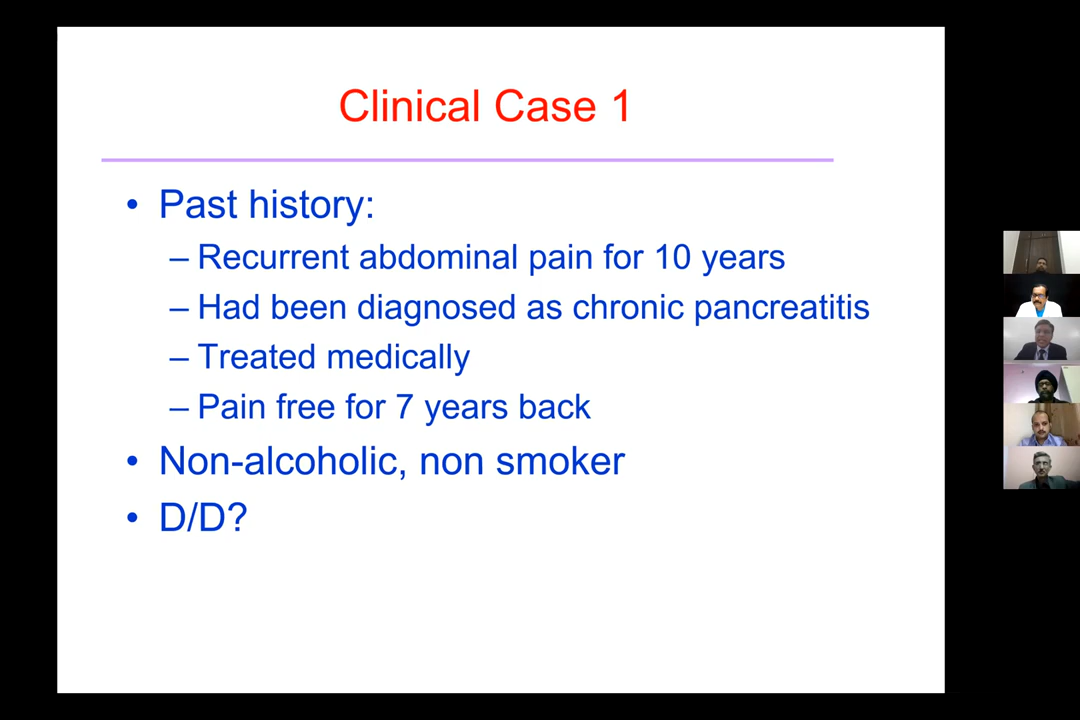 Clinical Case 1
• Past history:
– Recurrent abdominal pain for 10 years
– Had been diagnosed as chronic pancreatitis
– Treated medically
– Pain free for 7 years back
• Non-alcoholic, non smoker
• D/D?